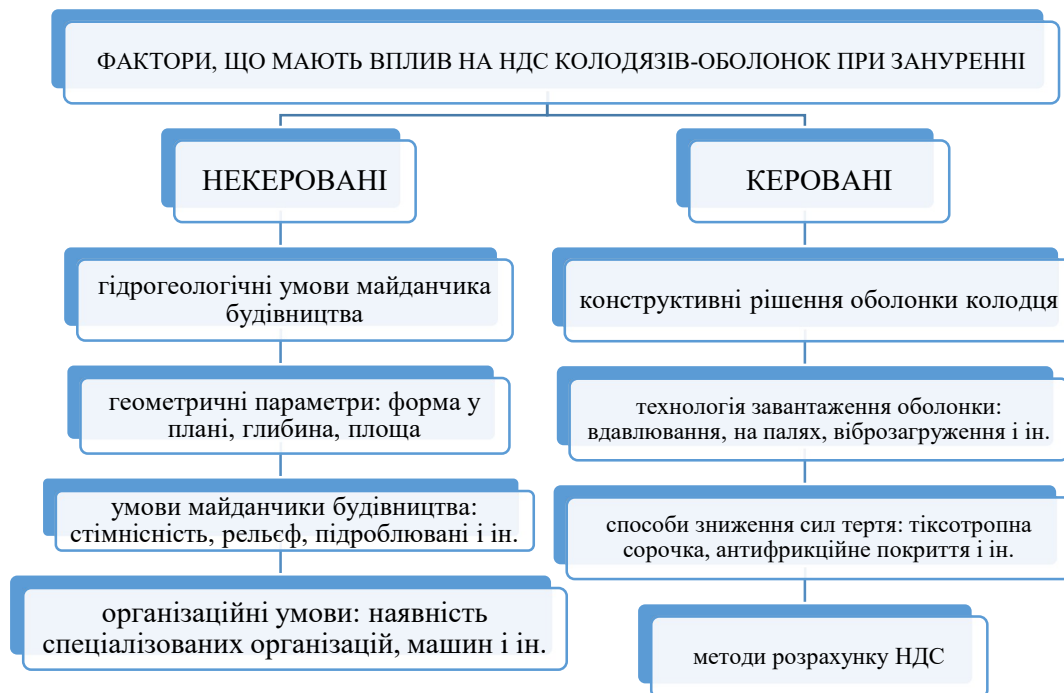 ФАКТОРИ, ЩО МАЮТЬ ВПЛИВ НА НДС КОЛОДЯЗІВ-ОБОЛОНОК ПРИ ЗАНУРЕННІ
НЕКЕРОВАНІ
гідрогеологічні умови майданчика
будівництва
геометричні параметри: форма у
плані, глибина, площа
умови майданчики будівництва:
стімнісність, рельєф, підроблювані і ін.
організаційні умови: наявність
спеціалізованих організацій, машин і ін.
КЕРОВАНІ
конструктивні рішення оболонки колодця
технологія завантаження оболонки:
вдавлювання, на палях, віброзагруження і ін.
способи зниження сил тертя: тіксотропна
сорочка, антифрикційне покриття і ін.
методи розрахунку НДС